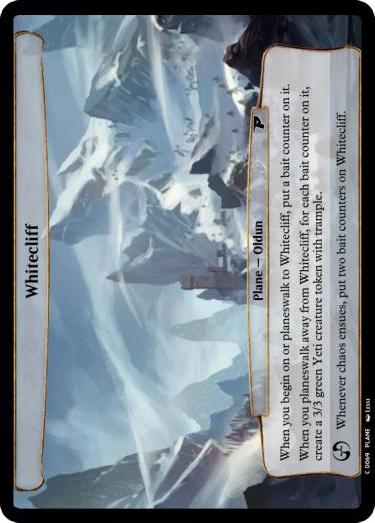 Whitecliff
Plane – Oldun
When you begin on or planeswalk to Whitecliff, put a bait counter on it.
When you planeswalk away from Whitecliff, for each bait counter on it,
create a 3/3 green Yeti creature token with trample.
Whenever chaos ensues, put two bait counters on Whitecliff.
C 0069 PLANE Lissi